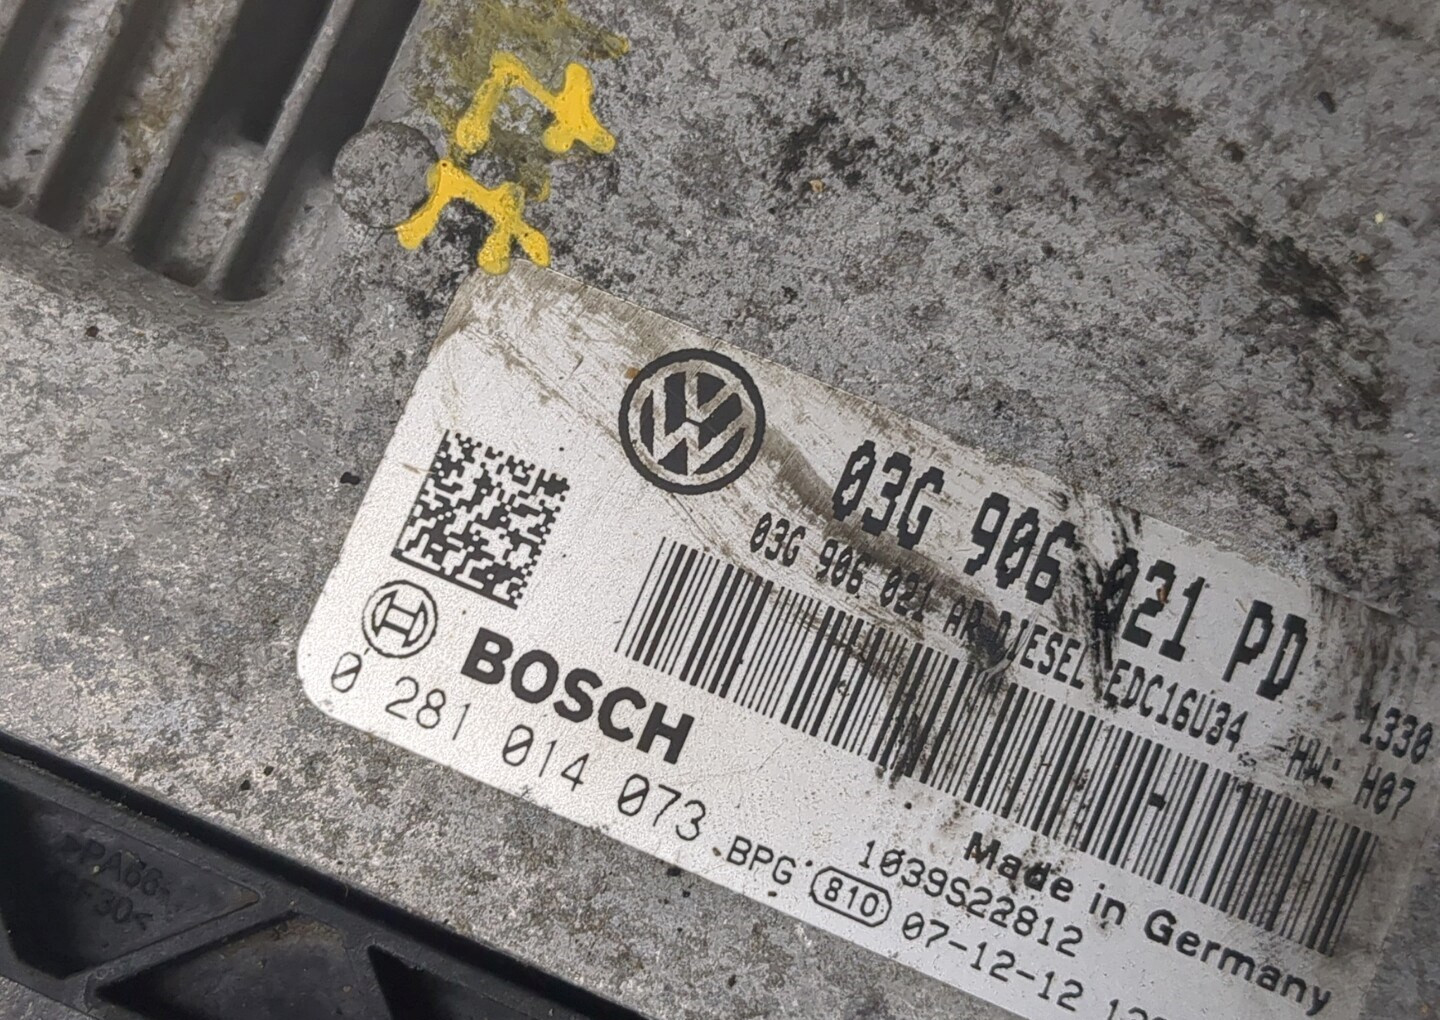 03G 906 021 PD
03G 906 021 AR DIESEL EDC16U34 1330
HW: H07
BOSCH
0 281 014 073
Made in Germany
1039S22812
BPG 810 07-12-12
>PA66-
GF30<